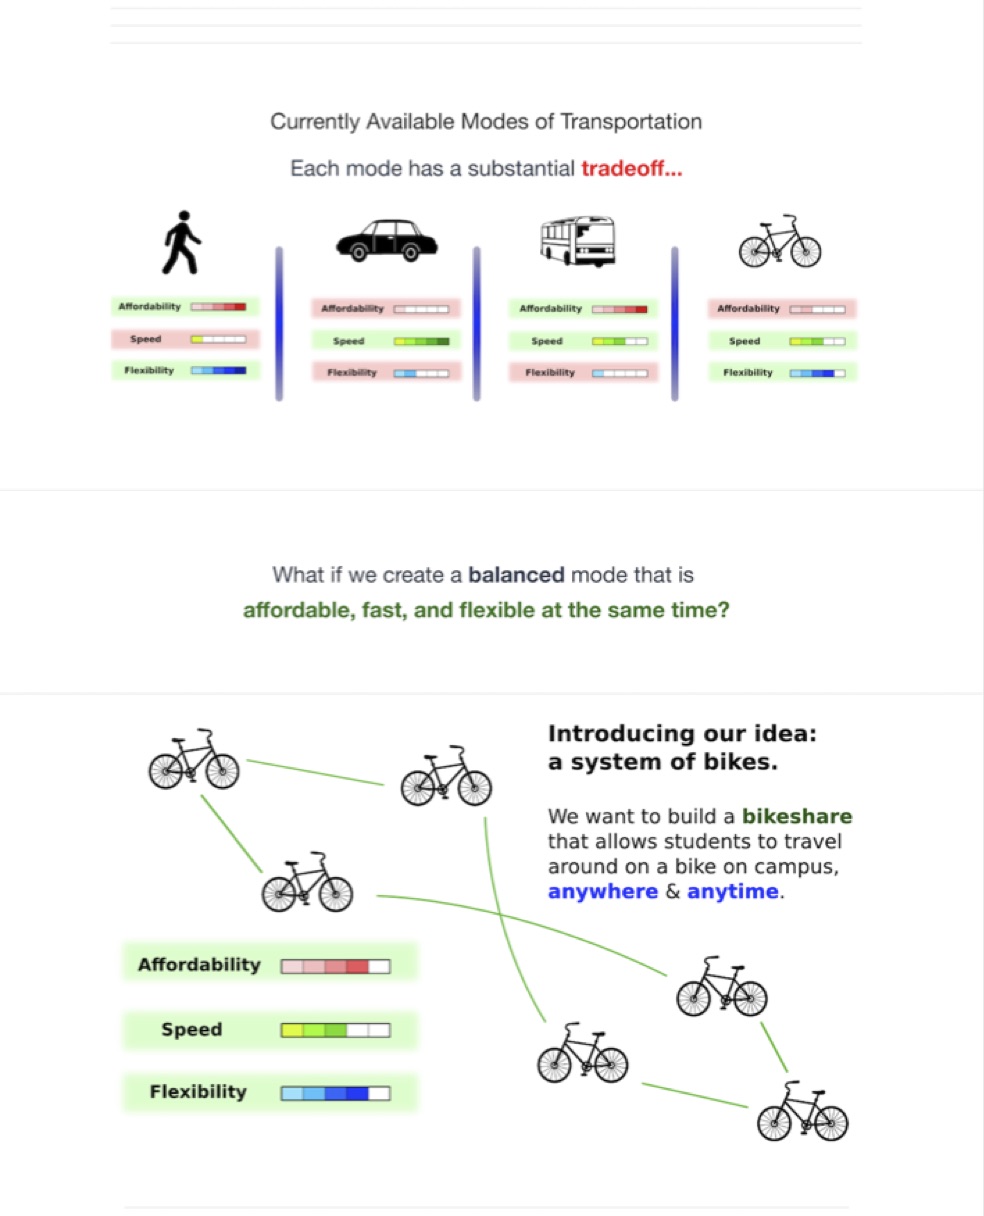 Currently Available Modes of Transportation
Each mode has a substantial tradeoff...
Affordability
Speed
Flexibility
Affordability
Speed
Flexibility
Affordability
Speed
Flexibility
Affordability
Speed
Flexibility
What if we create a balanced mode that is
affordable, fast, and flexible at the same time?
Introducing our idea:
a system of bikes.
We want to build a bikeshare
that allows students to travel
around on a bike on campus,
anywhere & anytime.
Affordability
Speed
Flexibility